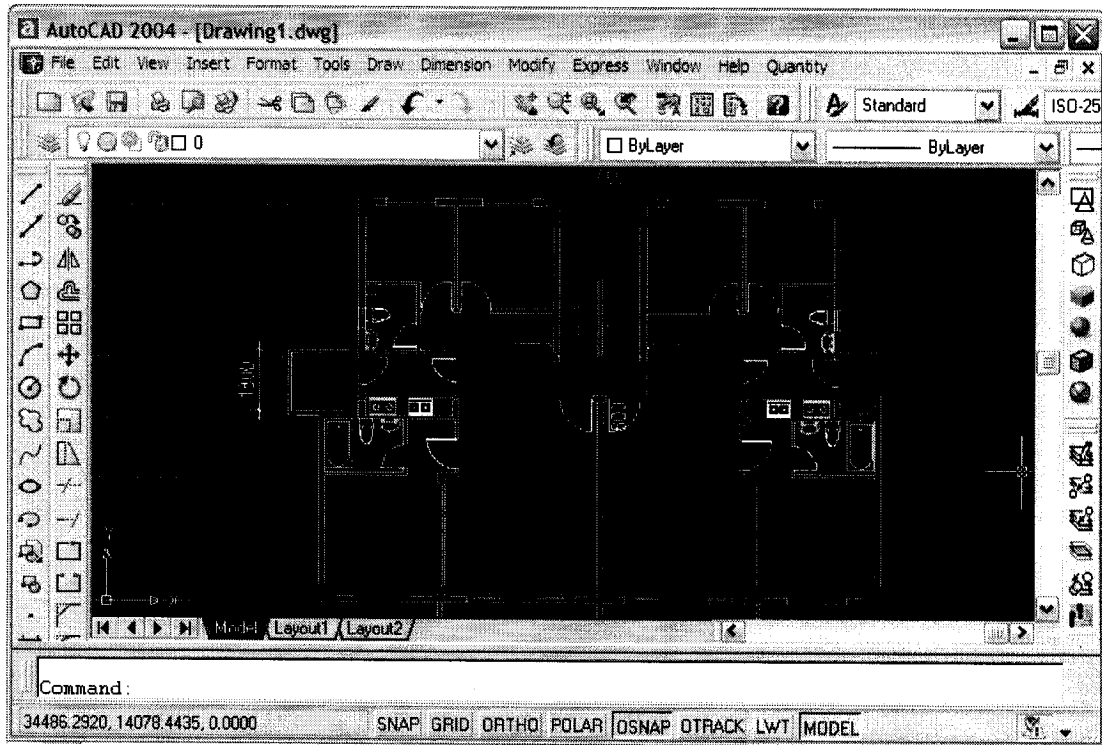 AutoCAD 2004 - [Drawing1.dwg]
File Edit View Insert Format Tools Draw Dimension Modify Express Window Help Quantity
Standard ISO-25
0 ByLayer ByLayer
Model Layout1 Layout2
Command:
34486.2920, 14078.4435, 0.0000 SNAP GRID ORTHO POLAR OSNAP OTRACK LWT MODEL